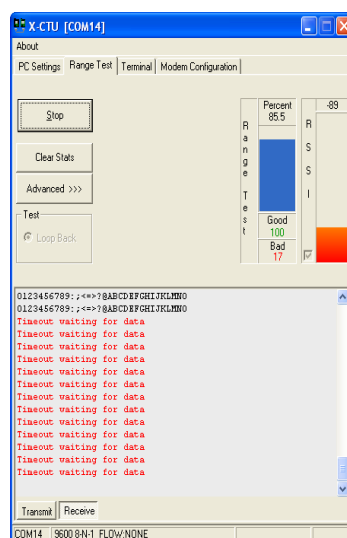 X-CTU [COM14]
About
PC Settings Range Test Terminal Modem Configuration
Stop
Clear Stats
Advanced >>>
Test
Loop Back
Range Test
Percent
85.5
Good
100
Bad
17
-89
RSSI
0123456789:;<=>?@ABCDEFGHIJKLMNO
0123456789:;<=>?@ABCDEFGHIJKLMNO
Timeout waiting for data
Timeout waiting for data
Timeout waiting for data
Timeout waiting for data
Timeout waiting for data
Timeout waiting for data
Timeout waiting for data
Timeout waiting for data
Timeout waiting for data
Timeout waiting for data
Timeout waiting for data
Timeout waiting for data
Timeout waiting for data
Transmit Receive
COM14 9600 8-N-1 FLOW:NONE